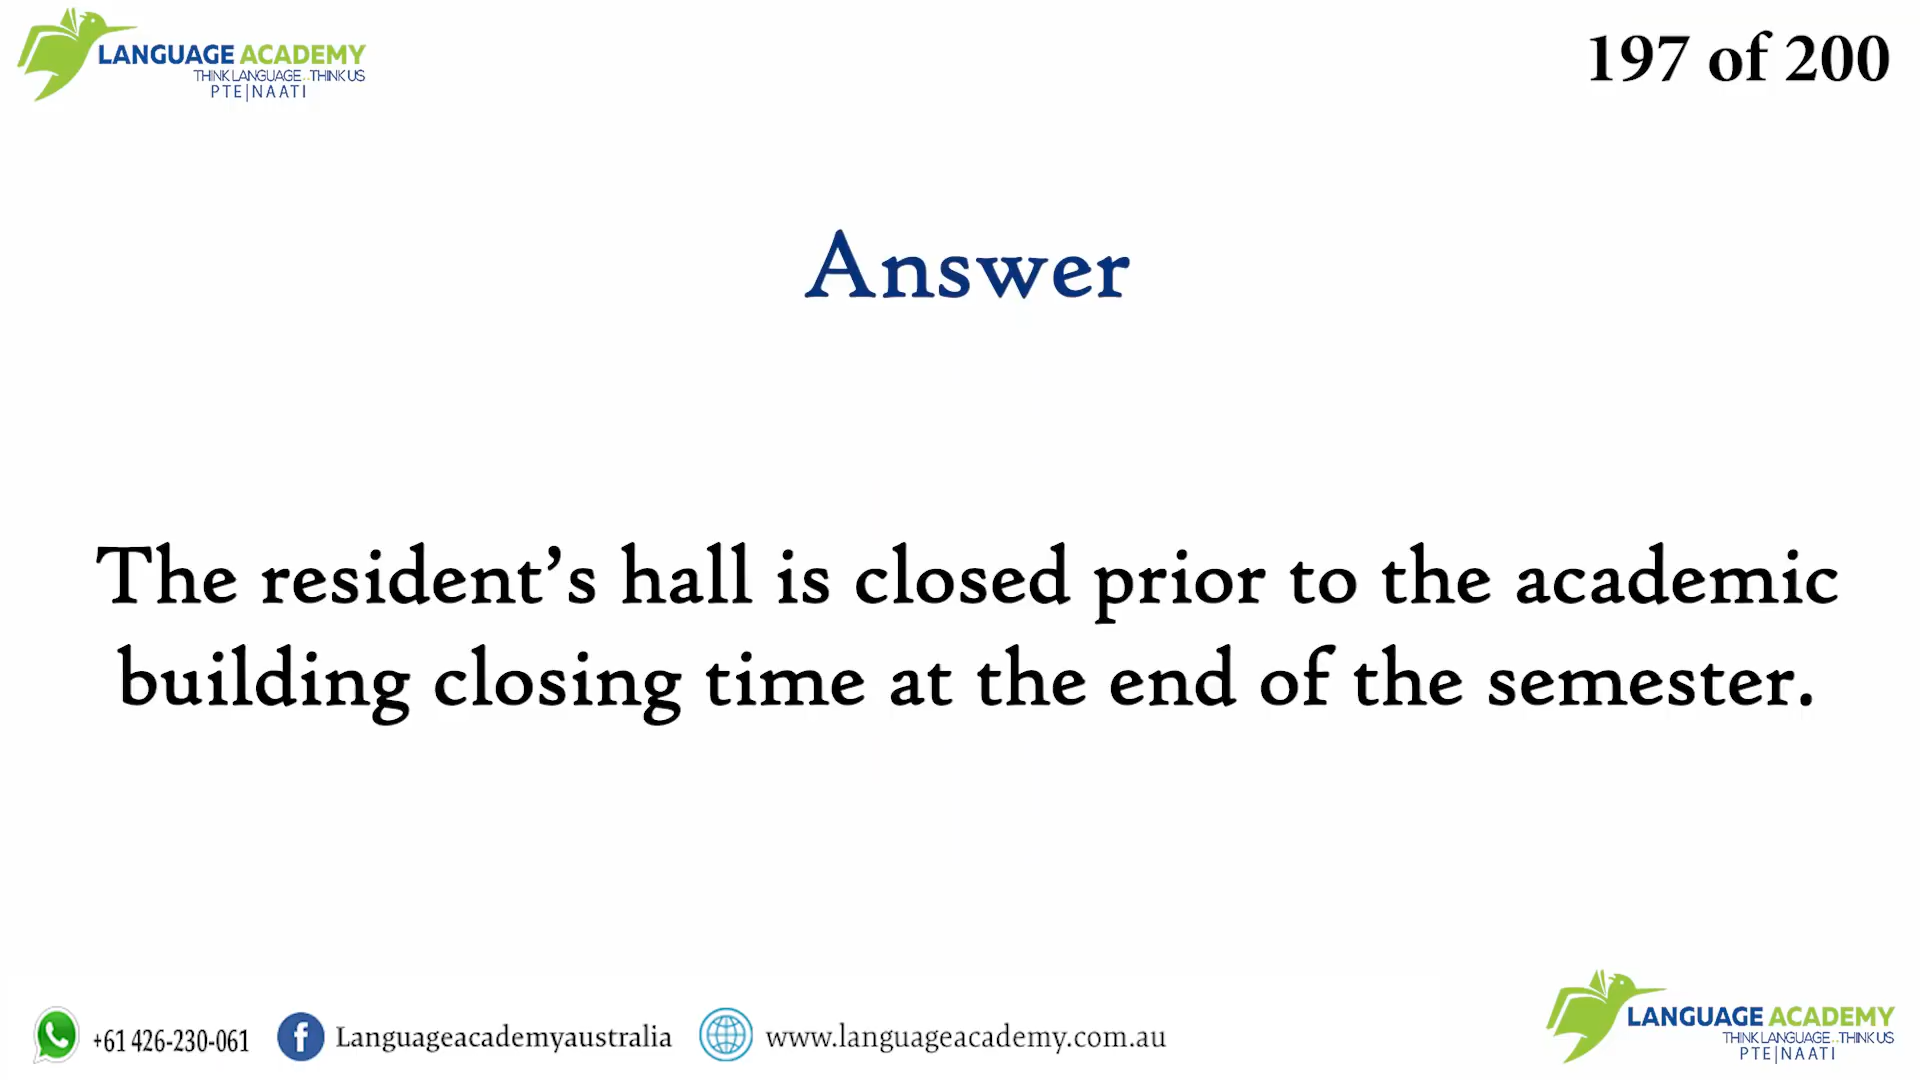 LANGUAGE ACADEMY
THINK LANGUAGE..THINK US
PTE|NAATI
197 of 200
Answer
The resident’s hall is closed prior to the academic
building closing time at the end of the semester.
+61 426-230-061
Languageacademyaustralia
www.languageacademy.com.au
LANGUAGE ACADEMY
THINK LANGUAGE..THINK US
PTE|NAATI